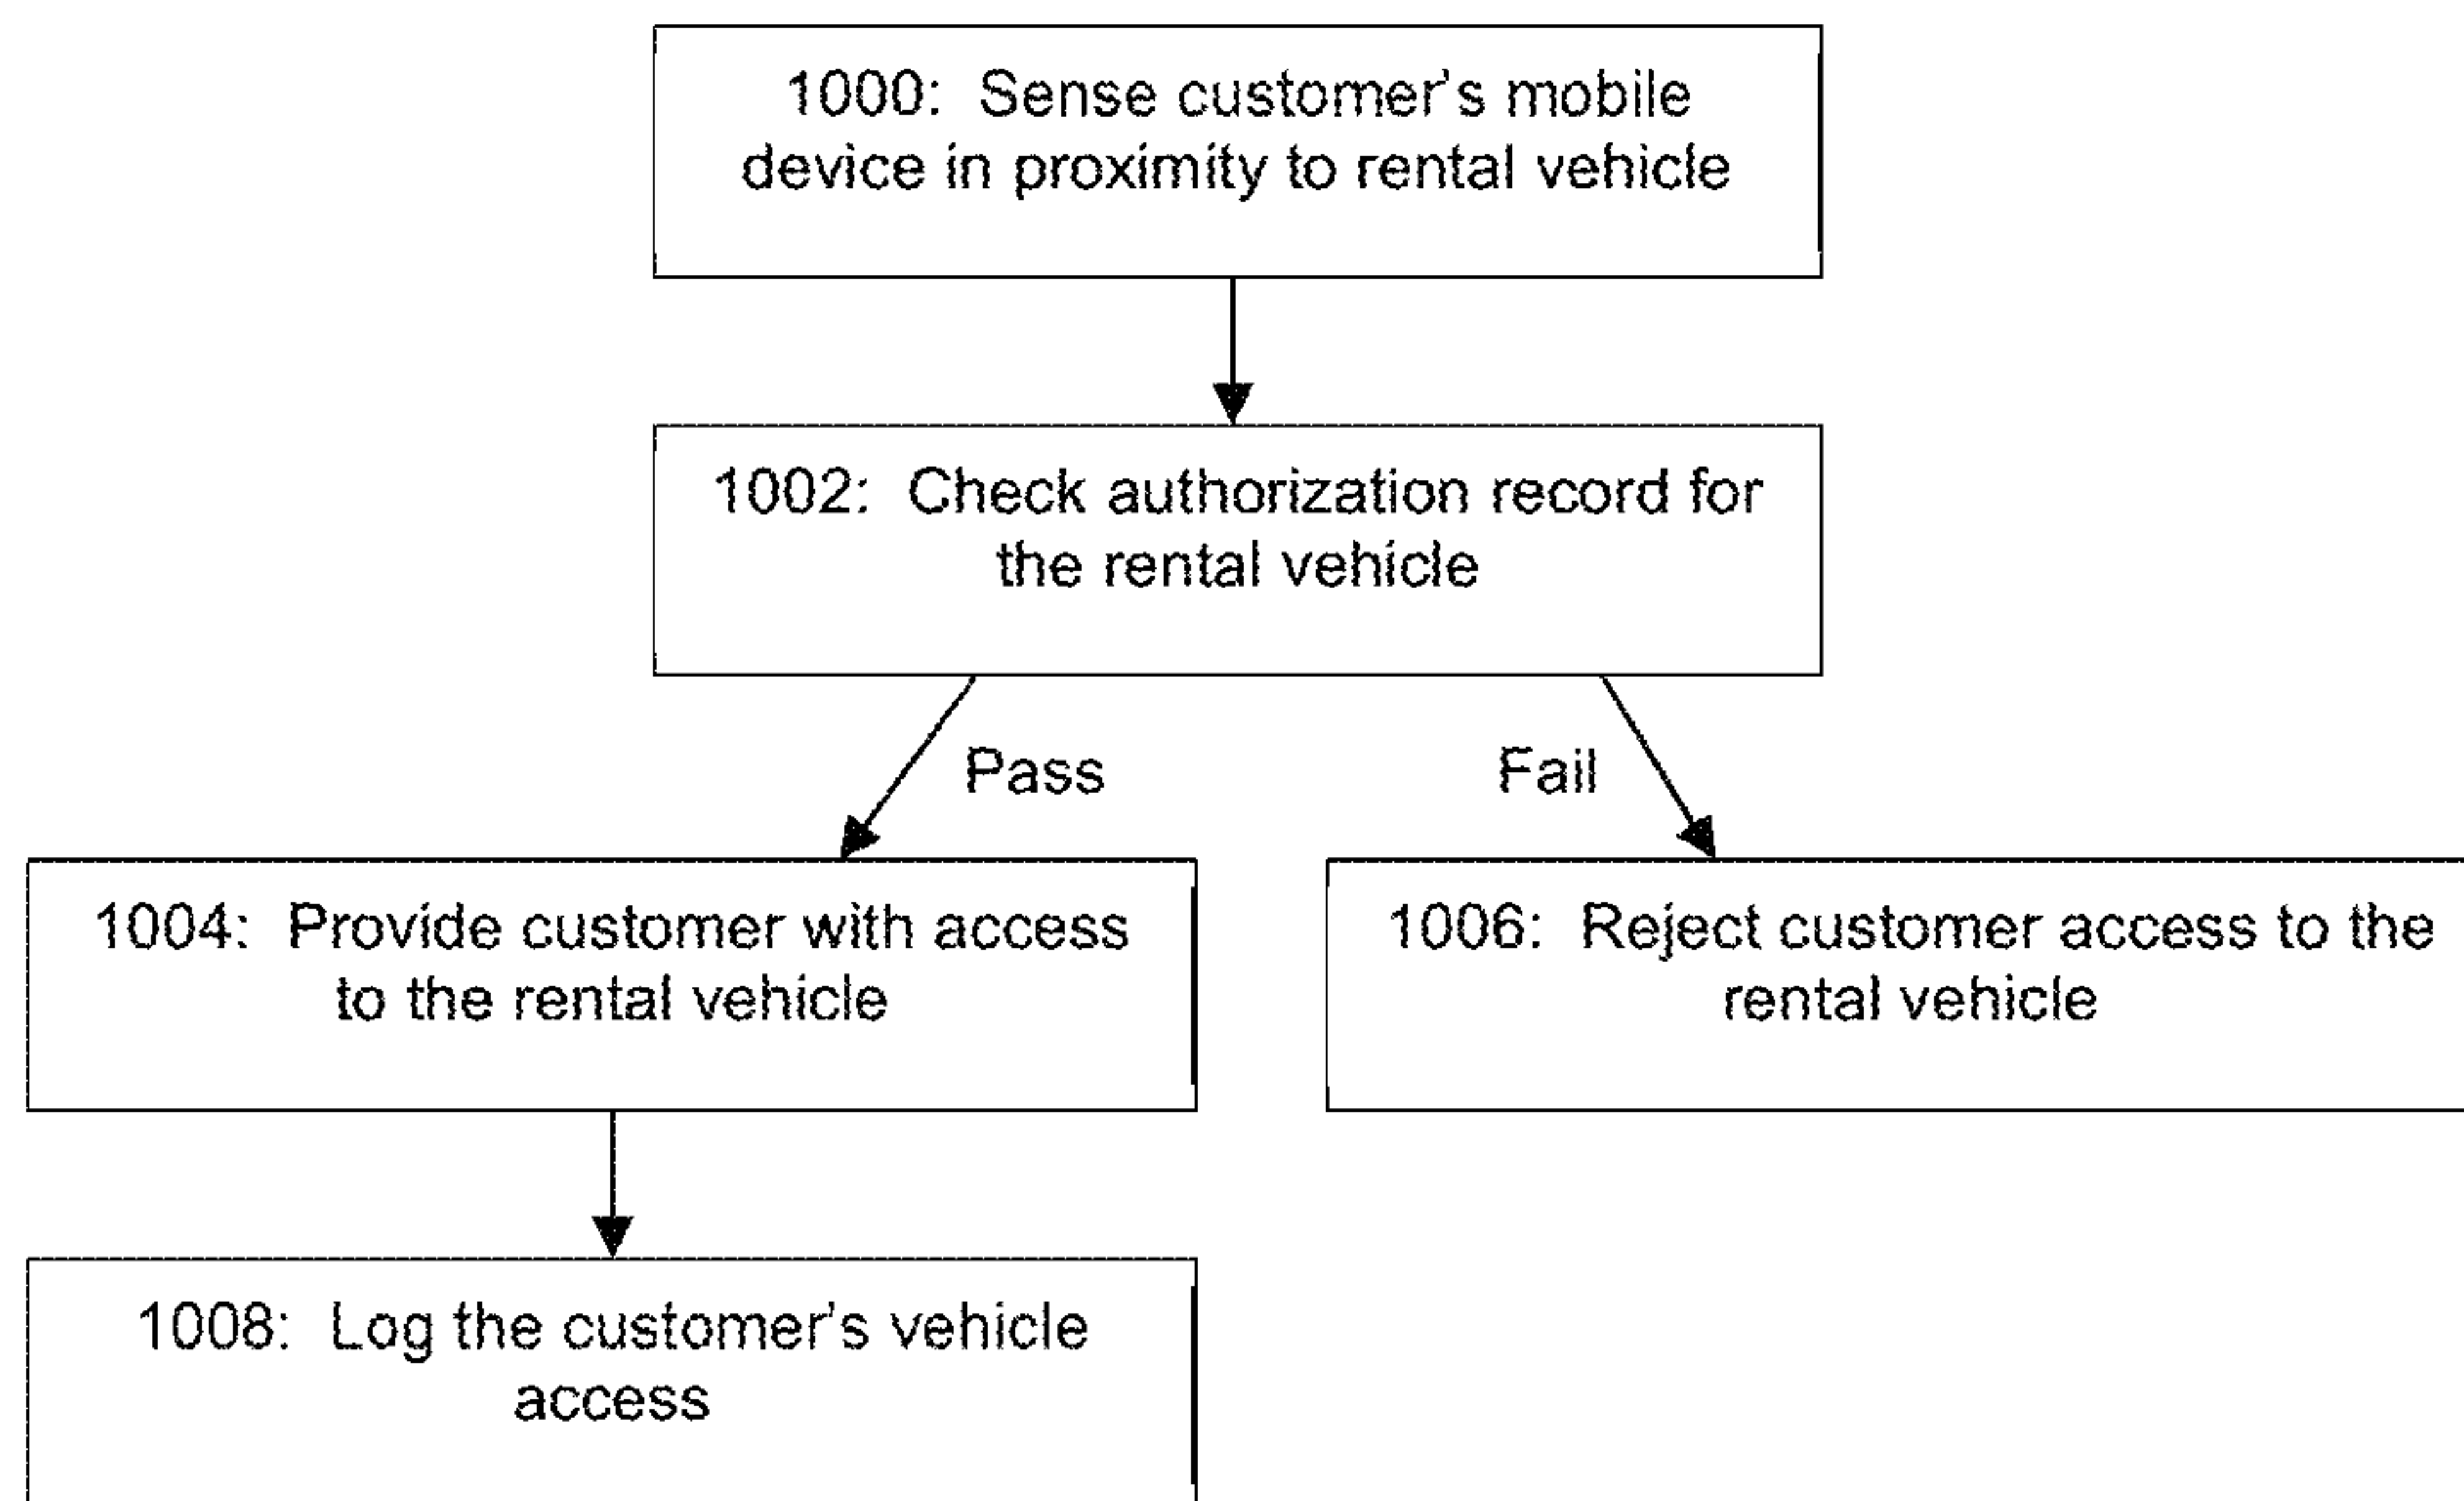 1000: Sense customer's mobile
device in proximity to rental vehicle
1002: Check authorization record for
the rental vehicle
Pass
Fail
1004: Provide customer with access
to the rental vehicle
1006: Reject customer access to the
rental vehicle
1008: Log the customer's vehicle
access